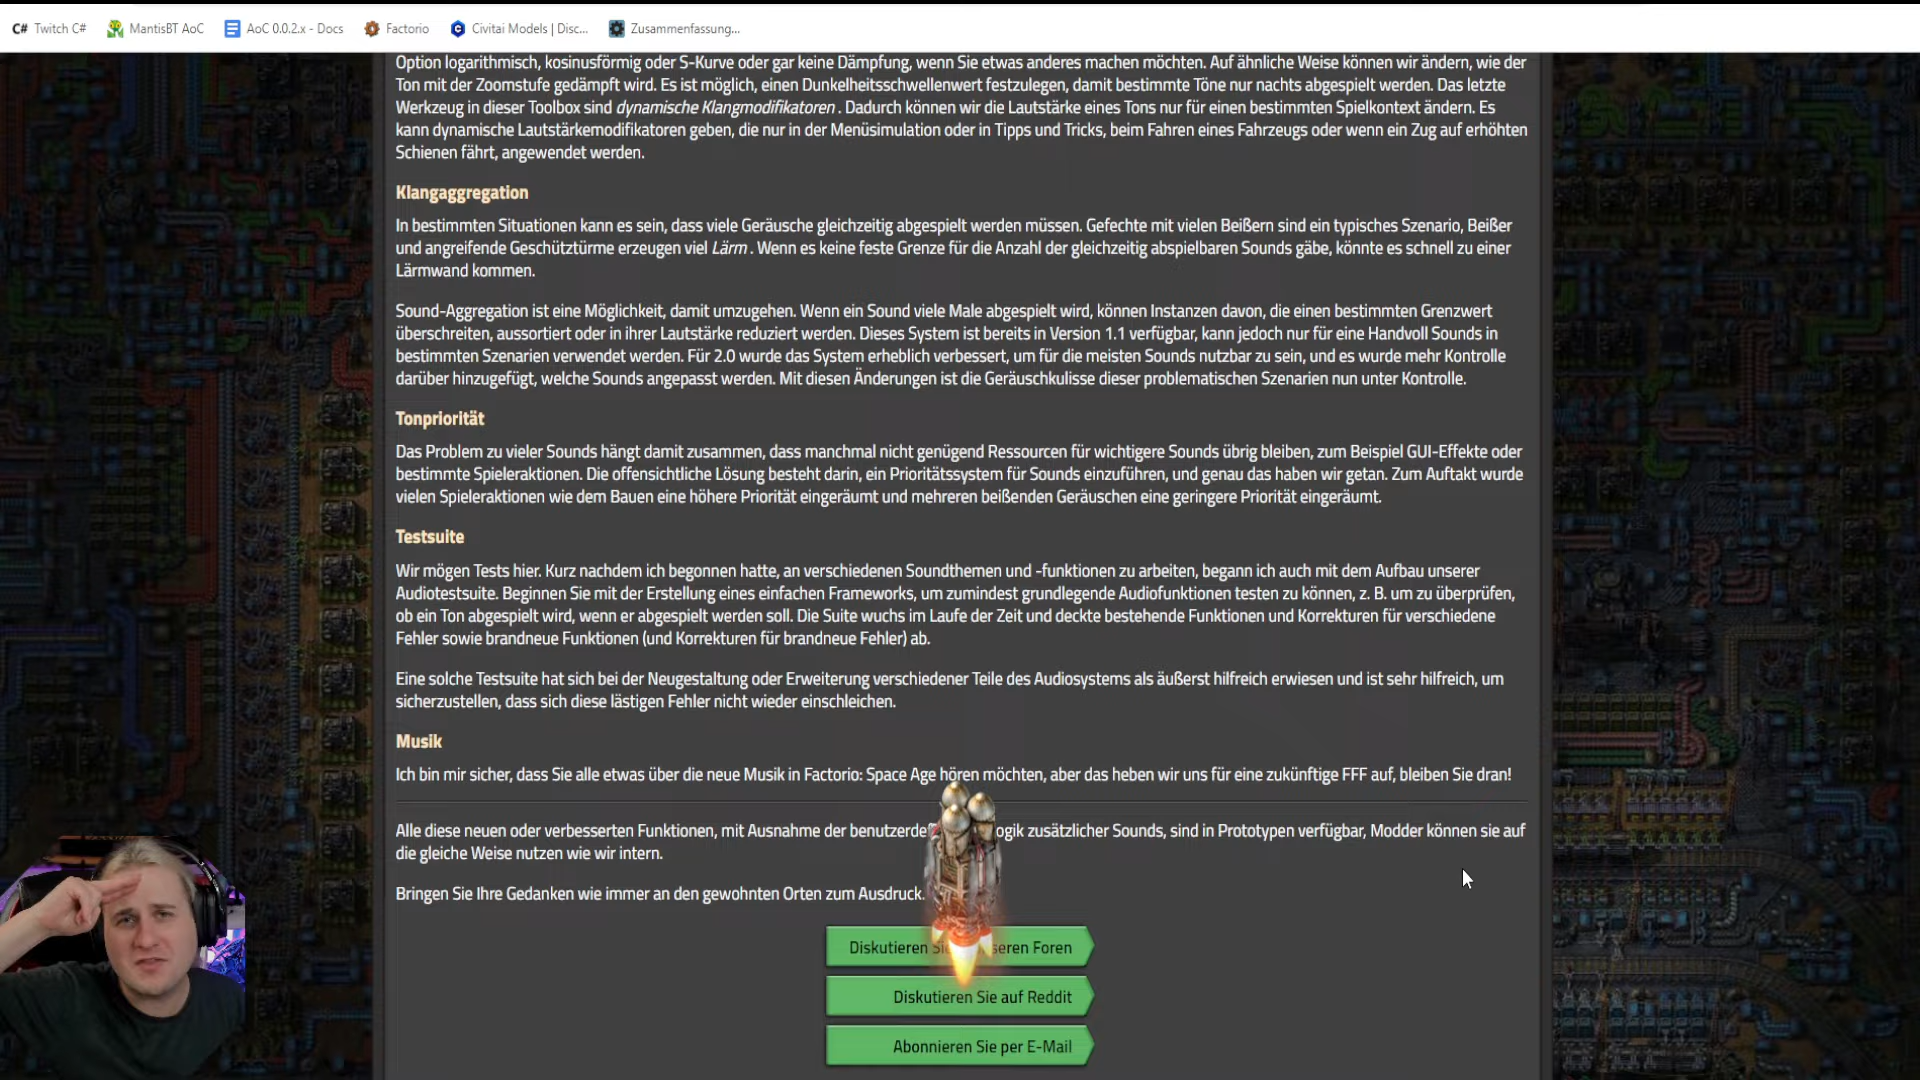 C# Twitch C# MantisBT AoC AoC 0.0.2.x - Docs Factorio Civitai Models | Disc... Zusammenfassung...
Option logarithmisch, kosinusförmig oder S-Kurve oder gar keine Dämpfung, wenn Sie etwas anderes machen möchten. Auf ähnliche Weise können wir ändern, wie der
Ton mit der Zoomstufe gedämpft wird. Es ist möglich, einen Dunkelheitsschwellenwert festzulegen, damit bestimmte Töne nur nachts abgespielt werden. Das letzte
Werkzeug in dieser Toolbox sind dynamische Klangmodifikatoren . Dadurch können wir die Lautstärke eines Tons nur für einen bestimmten Spielkontext ändern. Es
kann dynamische Lautstärkemodifikatoren geben, die nur in der Menüsimulation oder in Tipps und Tricks, beim Fahren eines Fahrzeugs oder wenn ein Zug auf erhöhten
Schienen fährt, angewendet werden.
Klangaggregation
In bestimmten Situationen kann es sein, dass viele Geräusche gleichzeitig abgespielt werden müssen. Gefechte mit vielen Beißern sind ein typisches Szenario, Beißer
und angreifende Geschütztürme erzeugen viel Lärm . Wenn es keine feste Grenze für die Anzahl der gleichzeitig abspielbaren Sounds gäbe, könnte es schnell zu einer
Lärmwand kommen.
Sound-Aggregation ist eine Möglichkeit, damit umzugehen. Wenn ein Sound viele Male abgespielt wird, können Instanzen davon, die einen bestimmten Grenzwert
überschreiten, aussortiert oder in ihrer Lautstärke reduziert werden. Dieses System ist bereits in Version 1.1 verfügbar, kann jedoch nur für eine Handvoll Sounds in
bestimmten Szenarien verwendet werden. Für 2.0 wurde das System erheblich verbessert, um für die meisten Sounds nutzbar zu sein, und es wurde mehr Kontrolle
darüber hinzugefügt, welche Sounds angepasst werden. Mit diesen Änderungen ist die Geräuschkulisse dieser problematischen Szenarien nun unter Kontrolle.
Tonpriorität
Das Problem zu vieler Sounds hängt damit zusammen, dass manchmal nicht genügend Ressourcen für wichtigere Sounds übrig bleiben, zum Beispiel GUI-Effekte oder
bestimmte Spieleraktionen. Die offensichtliche Lösung besteht darin, ein Prioritätssystem für Sounds einzuführen, und genau das haben wir getan. Zum Auftakt wurde
vielen Spieleraktionen wie dem Bauen eine höhere Priorität eingeräumt und mehreren beißenden Geräuschen eine geringere Priorität eingeräumt.
Testsuite
Wir mögen Tests hier. Kurz nachdem ich begonnen hatte, an verschiedenen Soundthemen und -funktionen zu arbeiten, begann ich auch mit dem Aufbau unserer
Audiotestsuite. Beginnen Sie mit der Erstellung eines einfachen Frameworks, um zumindest grundlegende Audiofunktionen testen zu können, z. B. um zu überprüfen,
ob ein Ton abgespielt wird, wenn er abgespielt werden soll. Die Suite wuchs im Laufe der Zeit und deckte bestehende Funktionen und Korrekturen für verschiedene
Fehler sowie brandneue Funktionen (und Korrekturen für brandneue Fehler) ab.
Eine solche Testsuite hat sich bei der Neugestaltung oder Erweiterung verschiedener Teile des Audiosystems als äußerst hilfreich erwiesen und ist sehr hilfreich, um
sicherzustellen, dass sich diese lästigen Fehler nicht wieder einschleichen.
Musik
Ich bin mir sicher, dass Sie alle etwas über die neue Musik in Factorio: Space Age hören möchten, aber das heben wir uns für eine zukünftige FFF auf, bleiben Sie dran!
Alle diese neuen oder verbesserten Funktionen, mit Ausnahme der zusätzlicher Sounds, sind in Prototypen verfügbar, Modder können sie auf
die gleiche Weise nutzen wie wir intern.
Bringen Sie Ihre Gedanken wie immer an den gewohnten Orten zum Ausdruck.
Diskutieren Foren
Diskutieren Sie auf Reddit
Abonnieren Sie per E-Mail